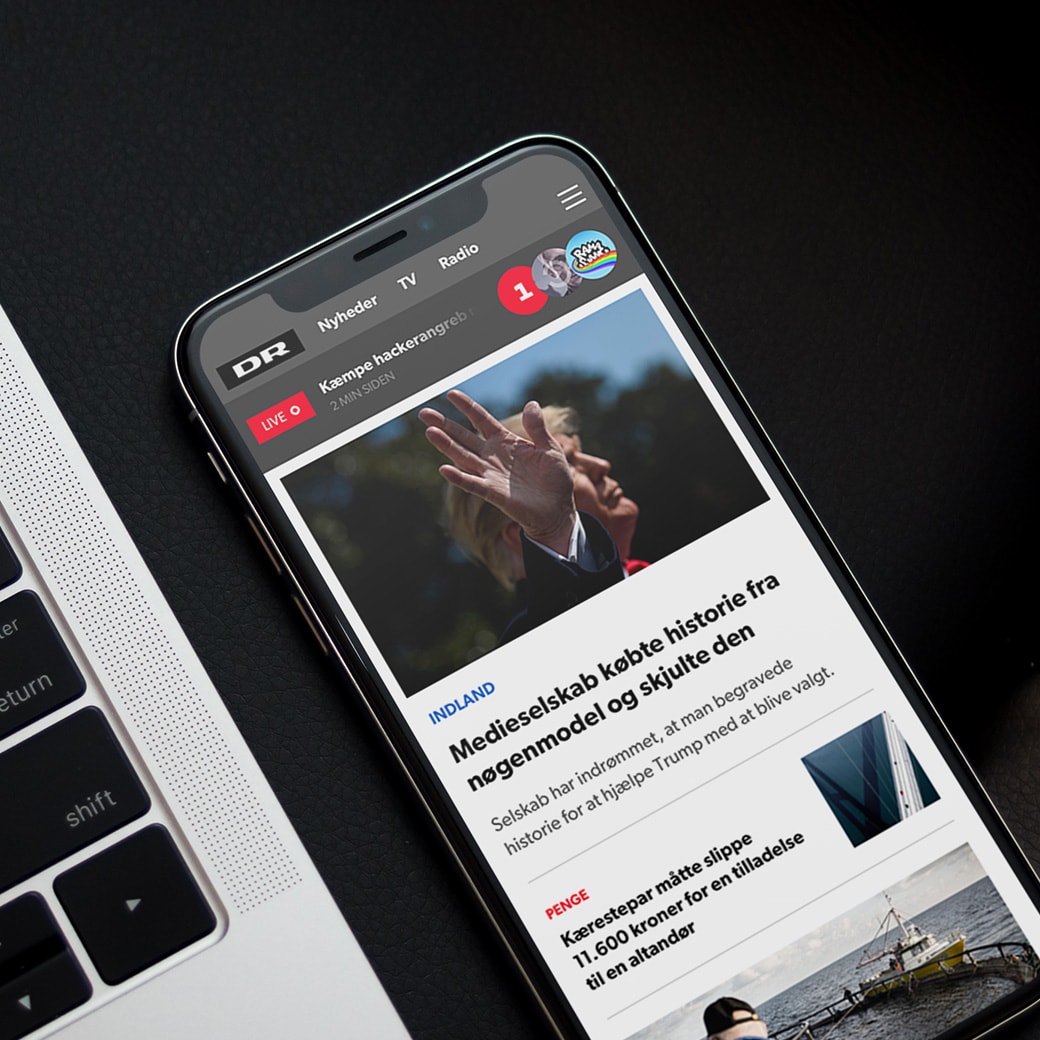 Nyheder TV Radio
DR
LIVE
Kæmpe hackerangreb
2 MIN SIDEN
1
RAMA
INDLAND
Medieselskab købte historie fra
nøgenmodel og skjulte den
Selskab har indrømmet, at man begravede
historie for at hjælpe Trump med at blive valgt.
PENGE
Kærestepar måtte slippe
11.600 kroner for en tilladelse
til en altandør
eturn
shift